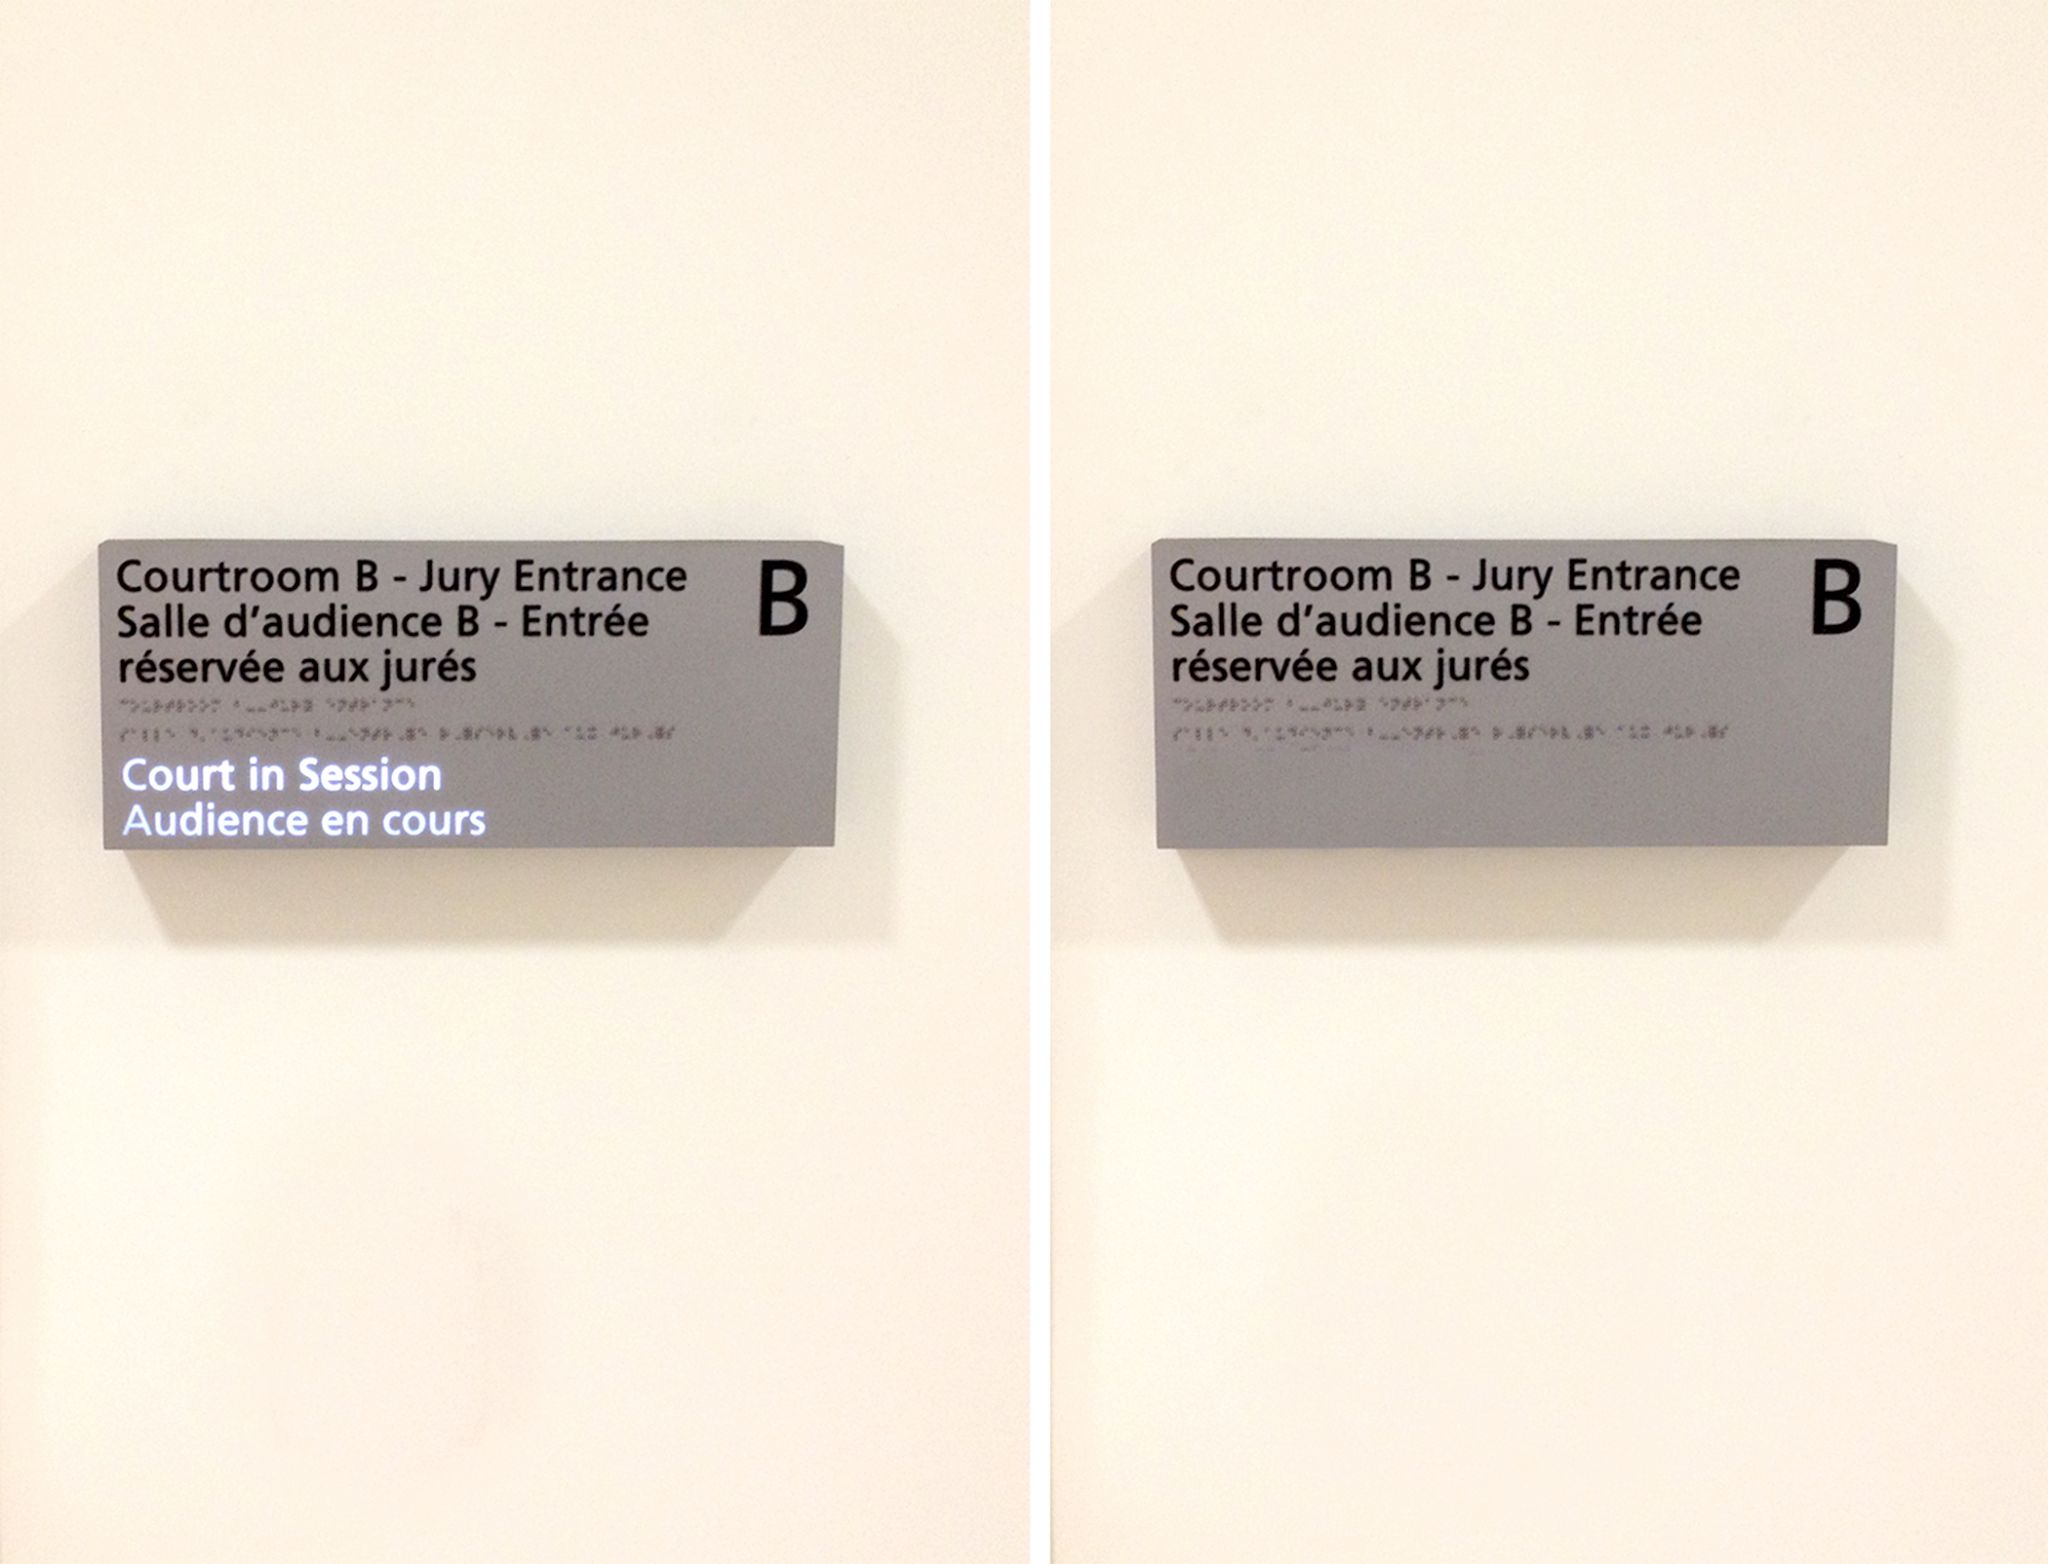 Courtroom B - Jury Entrance
Salle d'audience B - Entrée
réservée aux jurés
B
Court in Session
Audience en cours
Courtroom B - Jury Entrance
Salle d'audience B - Entrée
réservée aux jurés
B